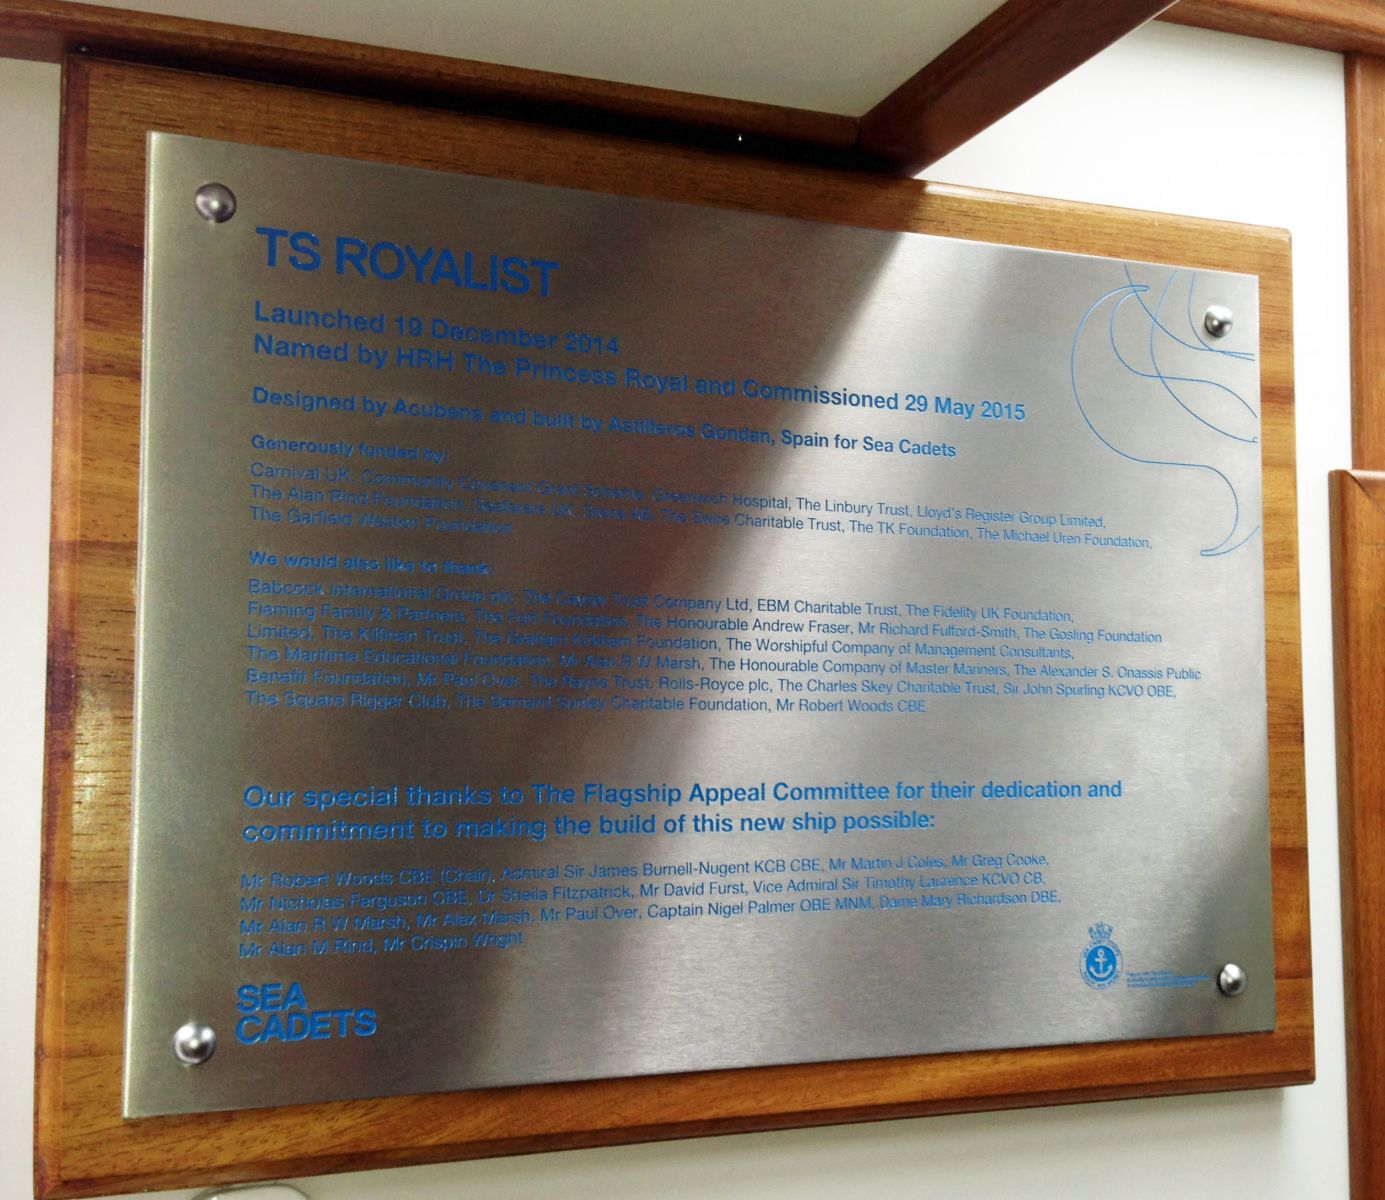 TS ROYALIST
Launched 19 December 2014
Named by HRH The Princess Royal and Commissioned 29 May 2015
Designed by Acubens and built by Astilleros Gondan, Spain for Sea Cadets
Generously funded by:
Carnival UK, Community Covenant Grant Scheme, Greenwich Hospital, The Linbury Trust, Lloyd's Register Group Limited,
The Alan Rind Foundation, Seafarers UK, The Swire Charitable Trust, The TK Foundation, The Michael Uren Foundation,
The Garfield Weston Foundation
We would also like to thank:
Babcock International Group plc, The Cayzer Trust Company Ltd, EBM Charitable Trust, The Fidelity UK Foundation,
Fleming Family & Partners, The Foundation, The Honourable Andrew Fraser, Mr Richard Fulford-Smith, The Gosling Foundation
Limited, The Kilfinan Trust, The Graham Kirkham Foundation, The Worshipful Company of Management Consultants,
The Maritime Educational Foundation, Mr Alan R W Marsh, The Honourable Company of Master Mariners, The Alexander S. Onassis Public
Benefit Foundation, Mr Paul Over, The Rayne Trust, Rolls-Royce plc, The Charles Skey Charitable Trust, Sir John Spurling KCVO OBE,
The Square Rigger Club, The Bernard Sunley Charitable Foundation, Mr Robert Woods CBE
Our special thanks to The Flagship Appeal Committee for their dedication and
commitment to making the build of this new ship possible:
Mr Robert Woods CBE (Chair), Admiral Sir James Burnell-Nugent KCB CBE, Mr Martin J Coles, Mr Greg Cooke,
Mr Nicholas Ferguson CBE, Dr Sheila Fitzpatrick, Mr David Furst, Vice Admiral Sir Timothy Laurence KCVO CB,
Mr Alan R W Marsh, Mr Alex Marsh, Mr Paul Over, Captain Nigel Palmer OBE MNM, Dame Mary Richardson DBE,
Mr Alan M Rind, Mr Crispin Wright
SEA
CADETS